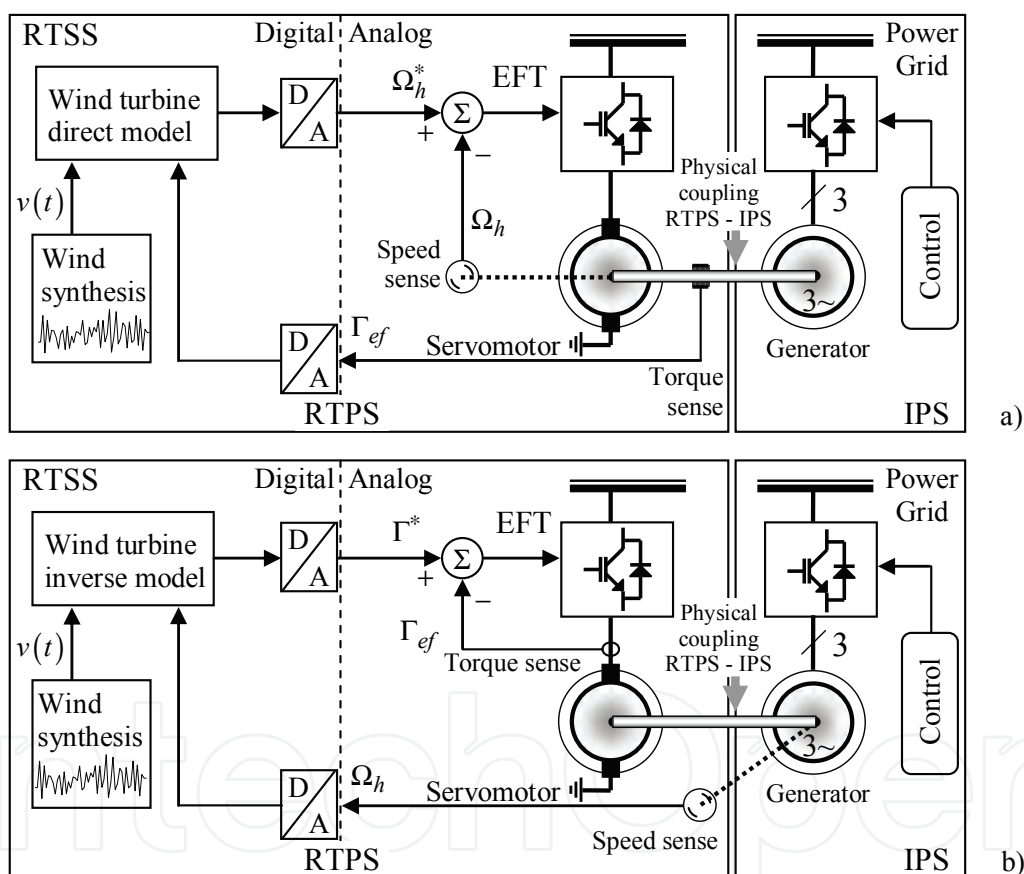 RTSS
Digital
Analog
Power
Grid
Wind turbine
direct model
D
A
Ω*h
+
Σ
−
EFT
Physical
coupling
RTPS - IPS
3
v(t)
Ωh
Speed
sense
Wind
synthesis
3~
Control
Γef
D
A
Servomotor
Generator
Torque
sense
RTPS
IPS
a)
RTSS
Digital
Analog
Power
Grid
Wind turbine
inverse model
D
A
Γ*
+
Σ
−
EFT
Γef
Torque sense
Physical
coupling
RTPS - IPS
3
v(t)
Wind
synthesis
3~
Control
D
A
Ωh
Servomotor
Generator
Speed sense
RTPS
IPS
b)
ntechOpen